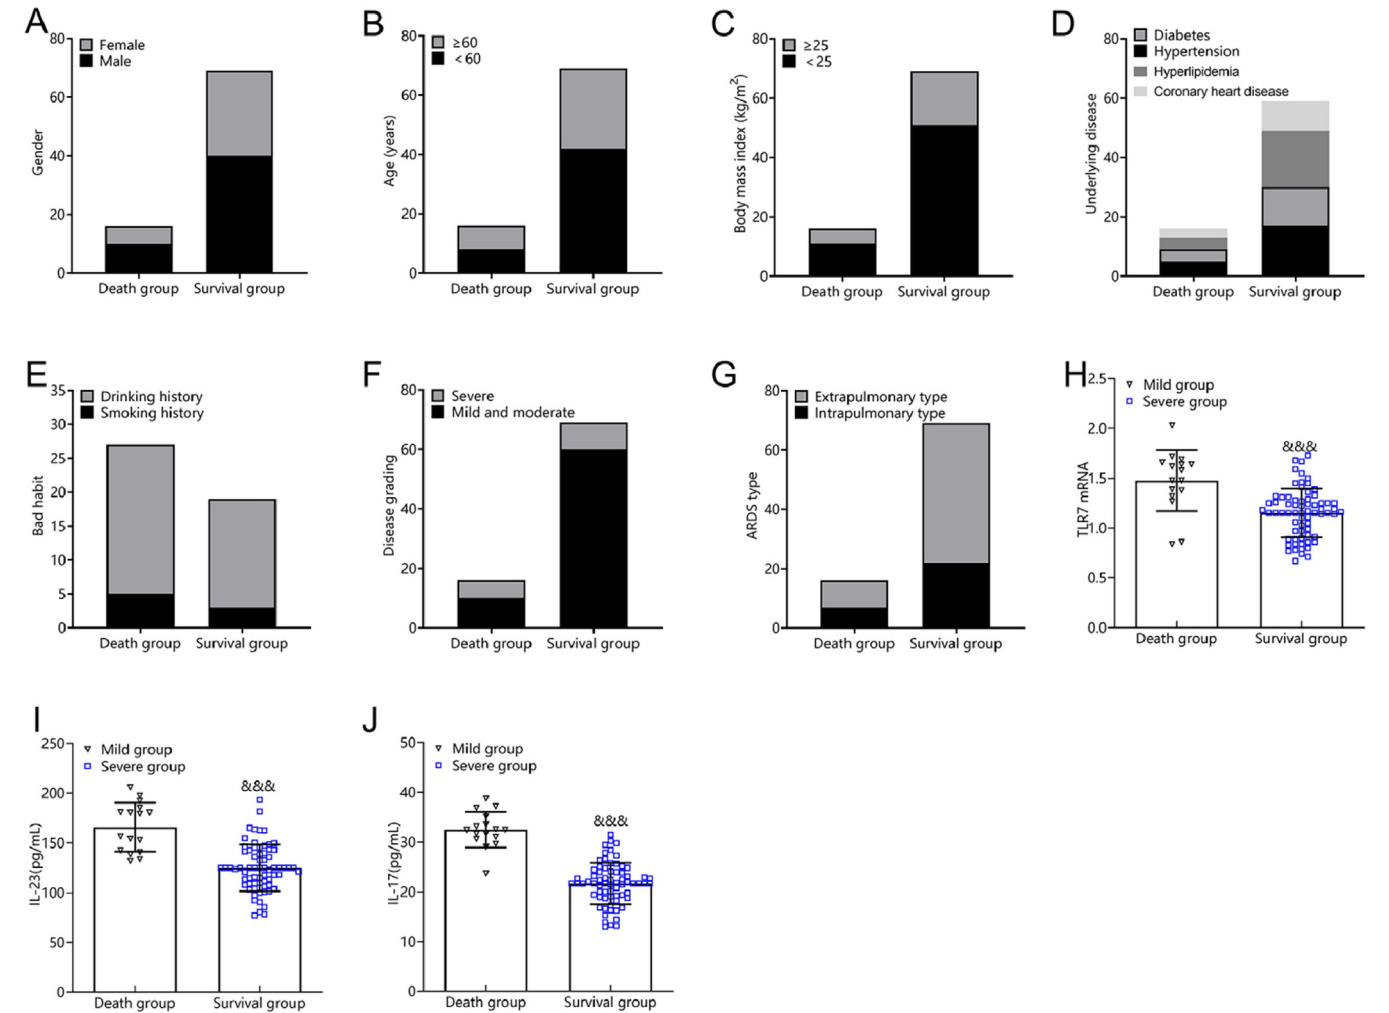 A
Female
Male
Gender
80
60
40
20
0
Death group Survival group
B
≥60
<60
Age (years)
80
60
40
20
0
Death group Survival group
C
≥25
<25
Body mass index (kg/m²)
80
60
40
20
0
Death group Survival group
D
Diabetes
Hypertension
Hyperlipidemia
Coronary heart disease
Underlying disease
80
60
40
20
0
Death group Survival group
E
Drinking history
Smoking history
Bad habit
35
30
25
20
15
10
5
0
Death group Survival group
F
Severe
Mild and moderate
Disease grading
80
60
40
20
0
Death group Survival group
G
Extrapulmonary type
Intrapulmonary type
ARDS type
80
60
40
20
0
Death group Survival group
H
Mild group
Severe group
&&&
TLR7 mRNA
2.5
2.0
1.5
1.0
0.5
0.0
Death group Survival group
I
Mild group
Severe group
&&&
IL-23(pg/mL)
250
200
150
100
50
0
Death group Survival group
J
Mild group
Severe group
&&&
IL-17(pg/mL)
50
40
30
20
10
0
Death group Survival group